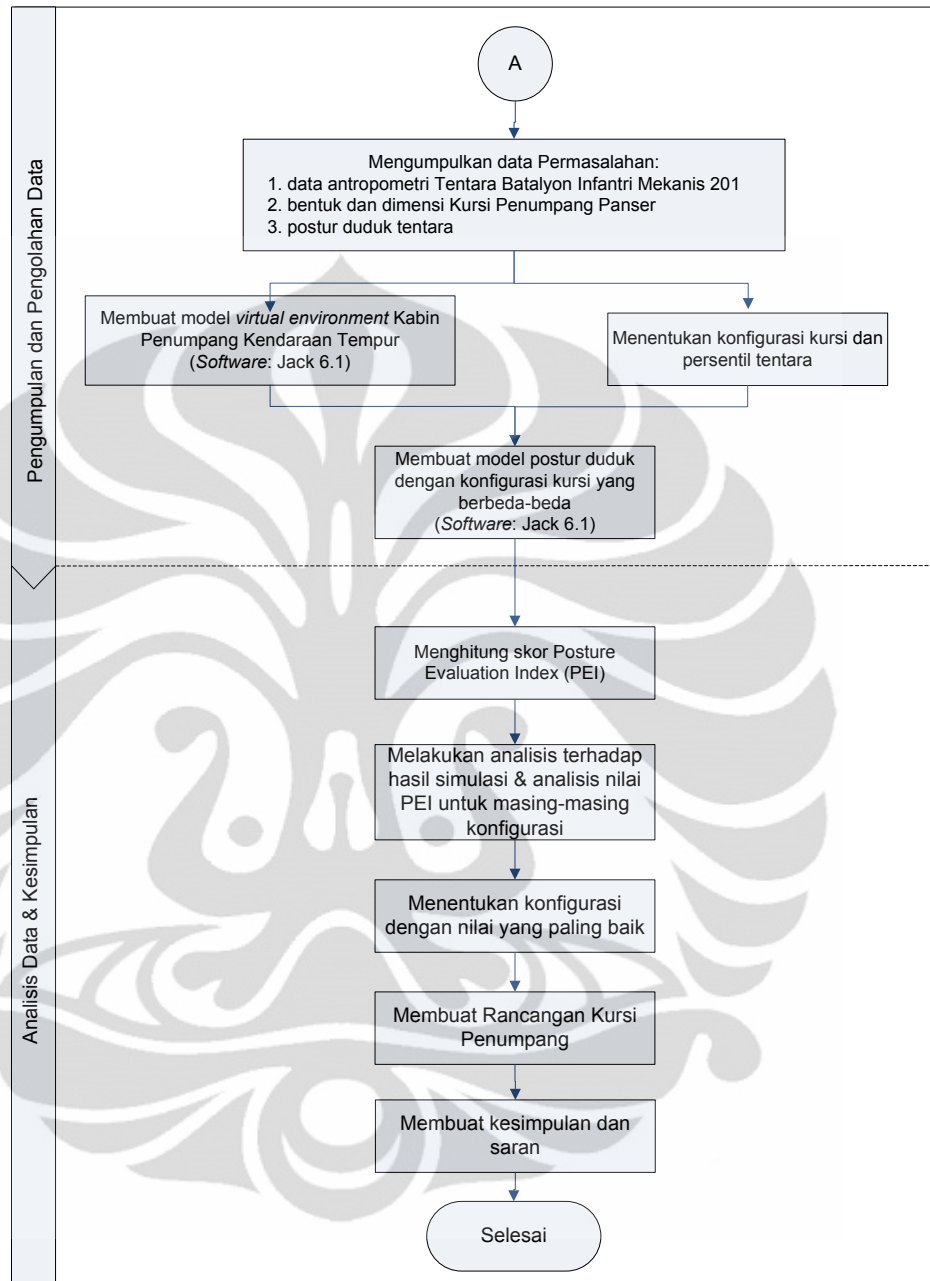 A
Pengumpulan dan Pengolahan Data
Mengumpulkan data Permasalahan:
1. data antropometri Tentara Batalyon Infantri Mekanis 201
2. bentuk dan dimensi Kursi Penumpang Panser
3. postur duduk tentara
Membuat model virtual environment Kabin
Penumpang Kendaraan Tempur
(Software: Jack 6.1)
Menentukan konfigurasi kursi dan
persentil tentara
Membuat model postur duduk
dengan konfigurasi kursi yang
berbeda-beda
(Software: Jack 6.1)
Analisis Data & Kesimpulan
Menghitung skor Posture
Evaluation Index (PEI)
Melakukan analisis terhadap
hasil simulasi & analisis nilai
PEI untuk masing-masing
konfigurasi
Menentukan konfigurasi
dengan nilai yang paling baik
Membuat Rancangan Kursi
Penumpang
Membuat kesimpulan dan
saran
Selesai